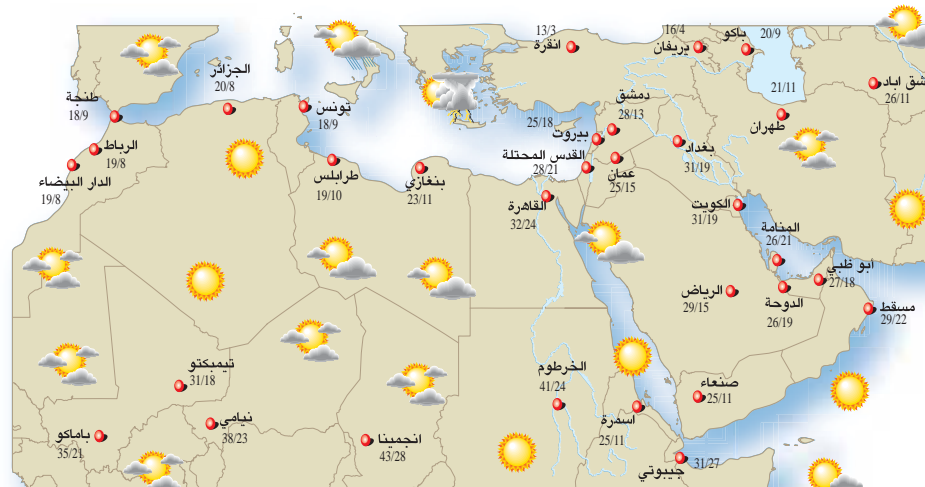 13/3
انقرة
16/4
يريفان
باكو
20/9
عشق اباد
26/11
21/11
طهران
الجزائر
20/8
طنجة
18/9
تونس
18/9
دمشق
28/13
25/18
بيروت
بغداد
31/19
الرباط
19/8
القدس المحتلة
28/21
عمان
25/15
الدار البيضاء
19/8
طرابلس
19/10
بنغازي
23/11
القاهرة
32/24
الكويت
31/19
المنامة
26/21
ابو ظبي
27/18
الرياض
29/15
الدوحة
26/19
مسقط
29/22
تيمبكتو
31/18
الخرطوم
41/24
صنعاء
25/11
نيامي
38/23
اسمرة
25/11
باماكو
35/21
انجمينا
43/28
جيبوتي
31/27